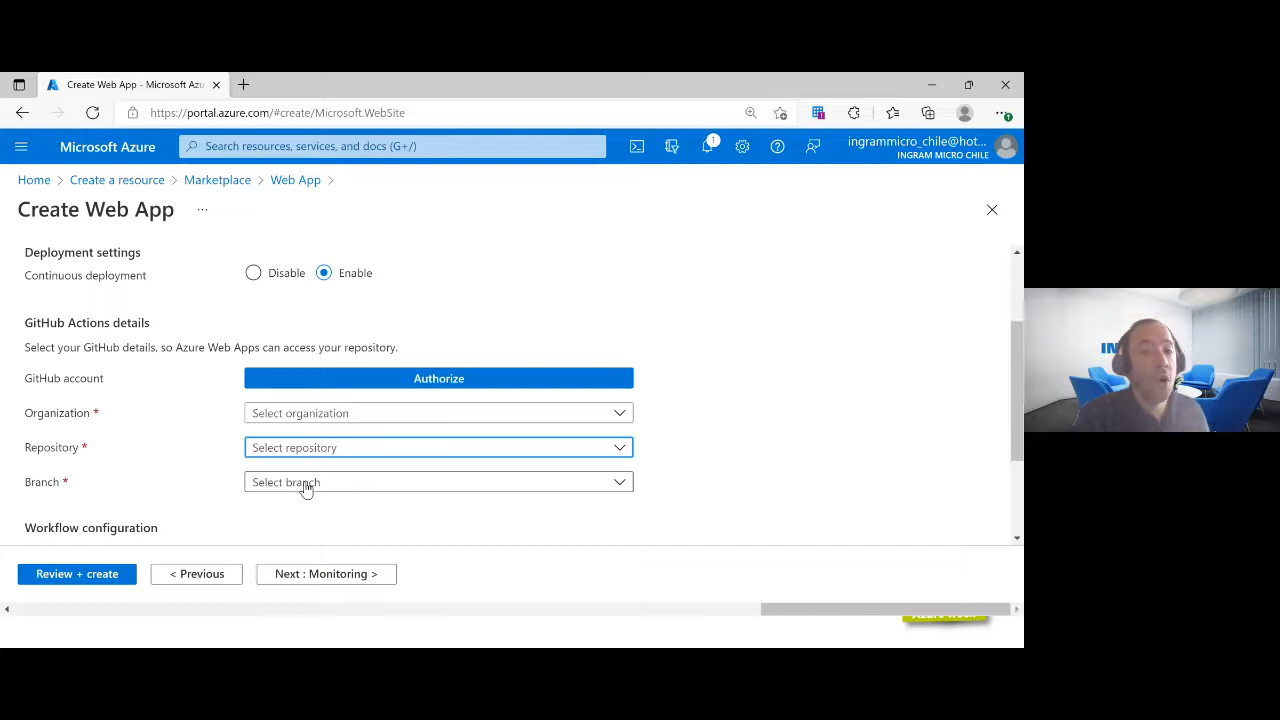 Create Web App - Microsoft Azu
https://portal.azure.com/#create/Microsoft.WebSite
Microsoft Azure
Search resources, services, and docs (G+/)
1
ingrammicro_chile@hot...
INGRAM MICRO CHILE
Home > Create a resource > Marketplace > Web App >
Create Web App ...
Deployment settings
Continuous deployment
Disable
Enable
GitHub Actions details
Select your GitHub details, so Azure Web Apps can access your repository.
GitHub account
Authorize
Organization *
Select organization
Repository *
Select repository
Branch *
Select branch
Workflow configuration
Review + create
< Previous
Next : Monitoring >
IN